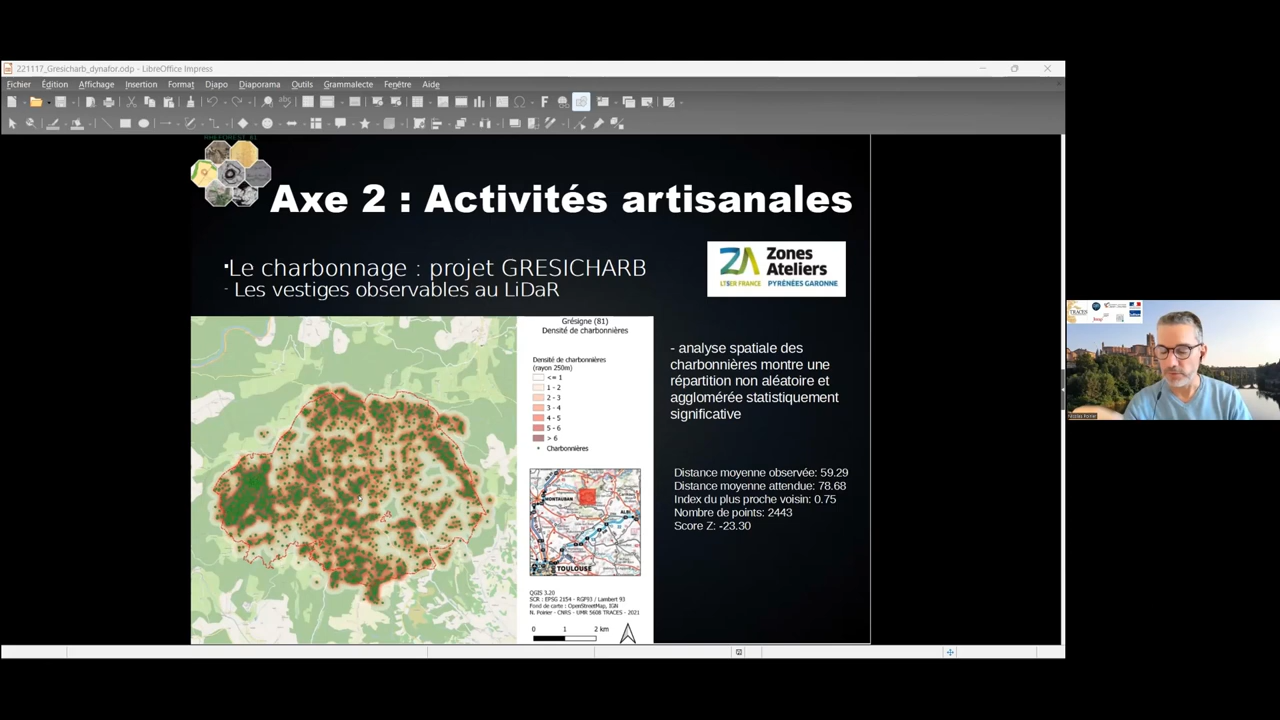 221117_Gresicharb_dynafor.odp - LibreOffice Impress
Fichier Édition Affichage Insertion Format Diapo Diaporama Outils Grammalecte Fenêtre Aide
Axe 2 : Activités artisanales
Le charbonnage : projet GRESICHARB
- Les vestiges observables au LiDaR
ZA Zones Ateliers
LTSER FRANCE PYRÉNÉES GARONNE
Grésigne (81)
Densité de charbonnières
Densité de charbonnières
(rayon 250m)
<= 1
1 - 2
2 - 3
3 - 4
4 - 5
5 - 6
> 6
Charbonnières
MONTAUBAN
ALBI
TOULOUSE
QGIS 3.20
SCR : EPSG 2154 - RGF93 / Lambert 93
Fond de carte : OpenStreetMap, IGN
N. Poirier - CNRS - UMR 5608 TRACES - 2021
0 1 2 km
- analyse spatiale des
charbonnières montre une
répartition non aléatoire et
agglomérée statistiquement
significative
Distance moyenne observée: 59.29
Distance moyenne attendue: 78.68
Index du plus proche voisin: 0.75
Nombre de points: 2443
Score Z: -23.30
TRACES
Nicolas Poirier